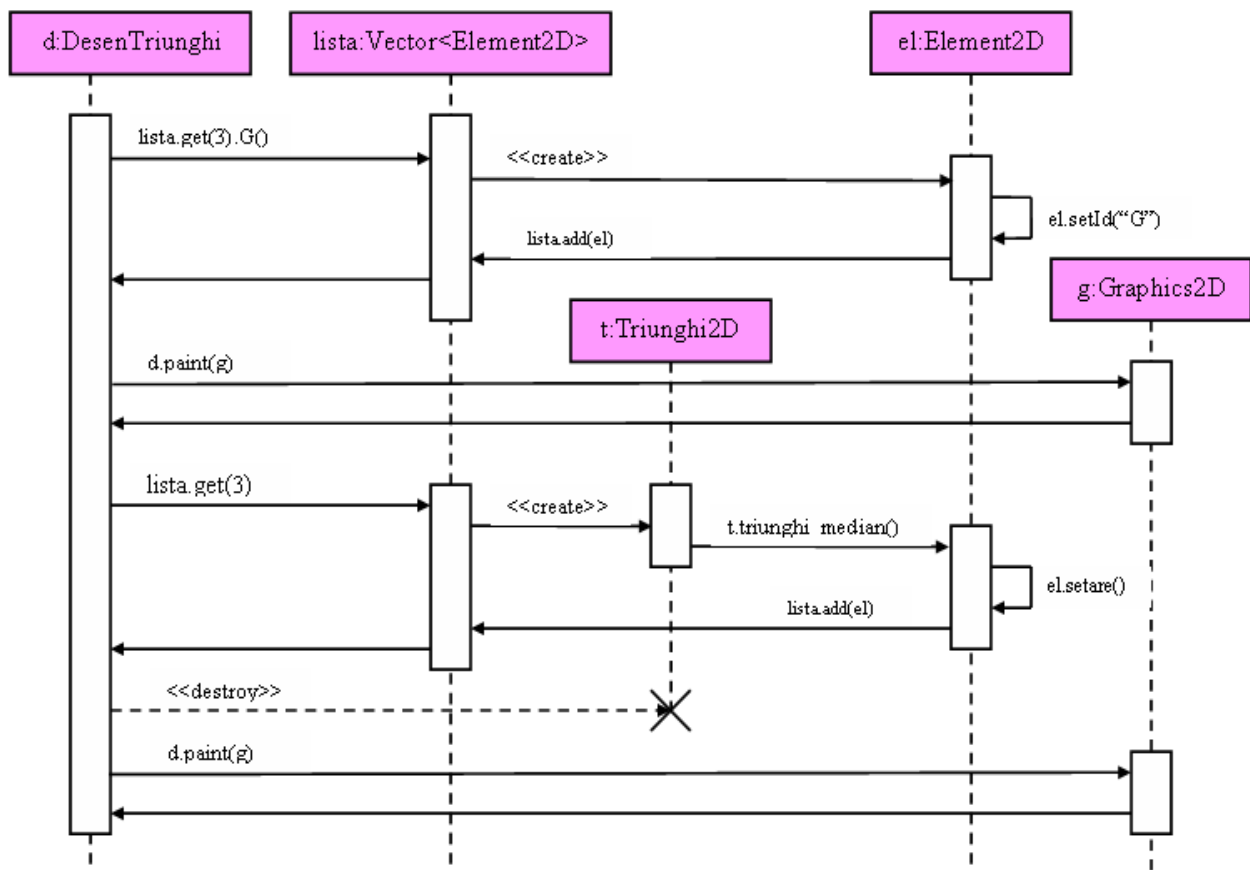 d:DesenTriunghi
lista:Vector<Element2D>
el:Element2D
lista.get(3).G()
<<create>>
el.setId(“G”)
lista.add(el)
g:Graphics2D
t:Triunghi2D
d.paint(g)
lista.get(3)
<<create>>
t.triunghi_median()
el.setare()
lista.add(el)
<<destroy>>
d.paint(g)